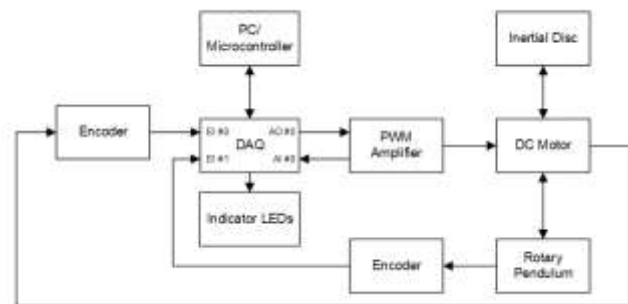 PC/
Microcontroller
Inertial Disc
Encoder
EI #0
AO #0
DAQ
EI #1
AI #0
PWM
Amplifier
DC Motor
Indicator LEDs
Encoder
Rotary
Pendulum